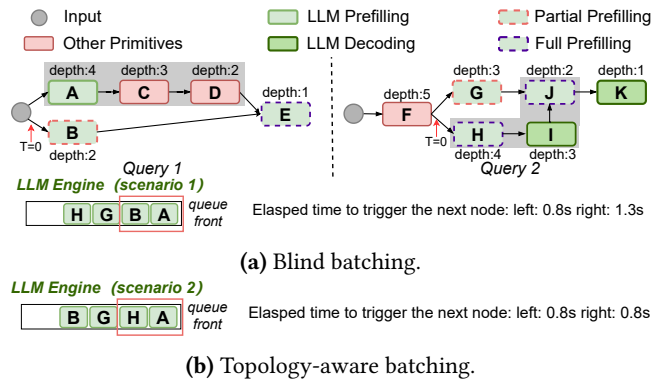 Input
LLM Prefilling
Partial Prefilling
Other Primitives
LLM Decoding
Full Prefilling
depth:4
depth:3
depth:2
A
C
D
depth:1
E
B
T=0
depth:2
Query 1
depth:5
F
T=0
depth:3
G
depth:2
J
depth:1
K
H
depth:4
I
depth:3
Query 2
LLM Engine (scenario 1)
H G B A
queue
front
Elasped time to trigger the next node: left: 0.8s right: 1.3s
(a) Blind batching.
LLM Engine (scenario 2)
B G H A
queue
front
Elasped time to trigger the next node: left: 0.8s right: 0.8s
(b) Topology-aware batching.